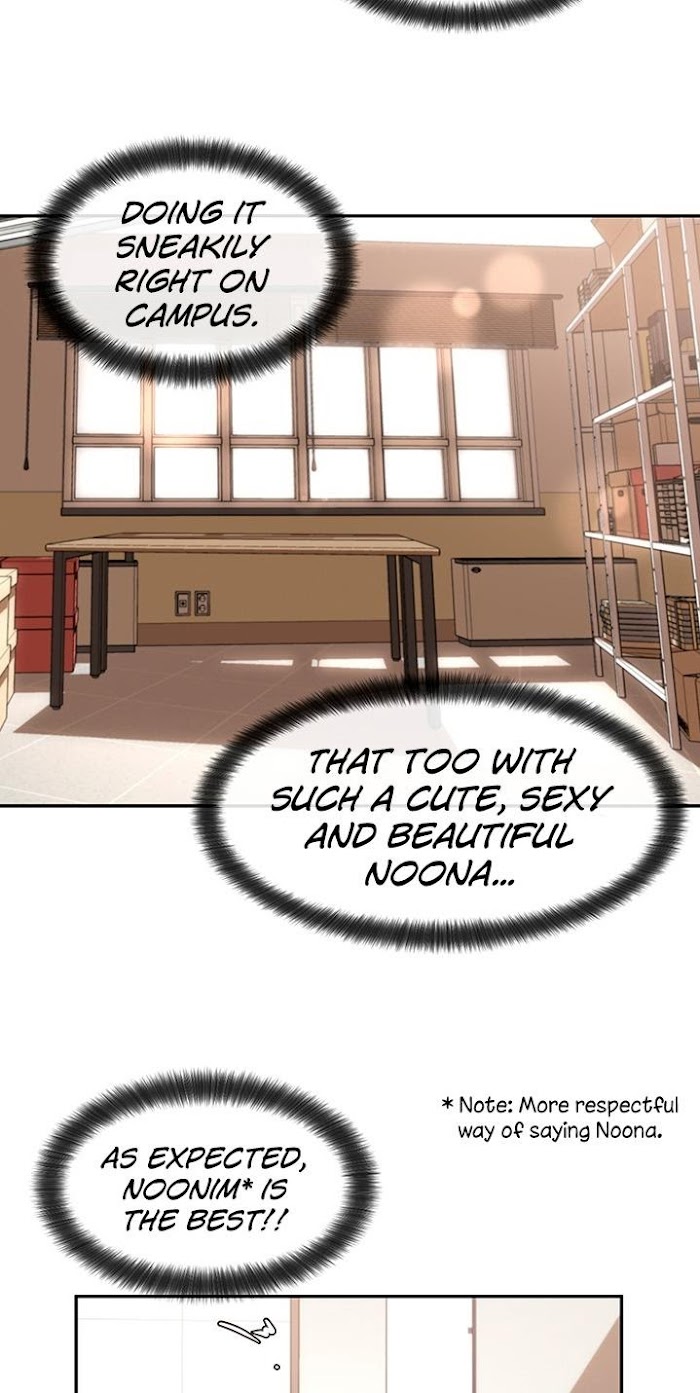 DOING IT
SNEAKILY
RIGHT ON
CAMPUS.
THAT TOO WITH
SUCH A CUTE, SEXY
AND BEAUTIFUL
NOONA...
* Note: More respectful
way of saying Noona.
AS EXPECTED,
NOONIM* IS
THE BEST!!